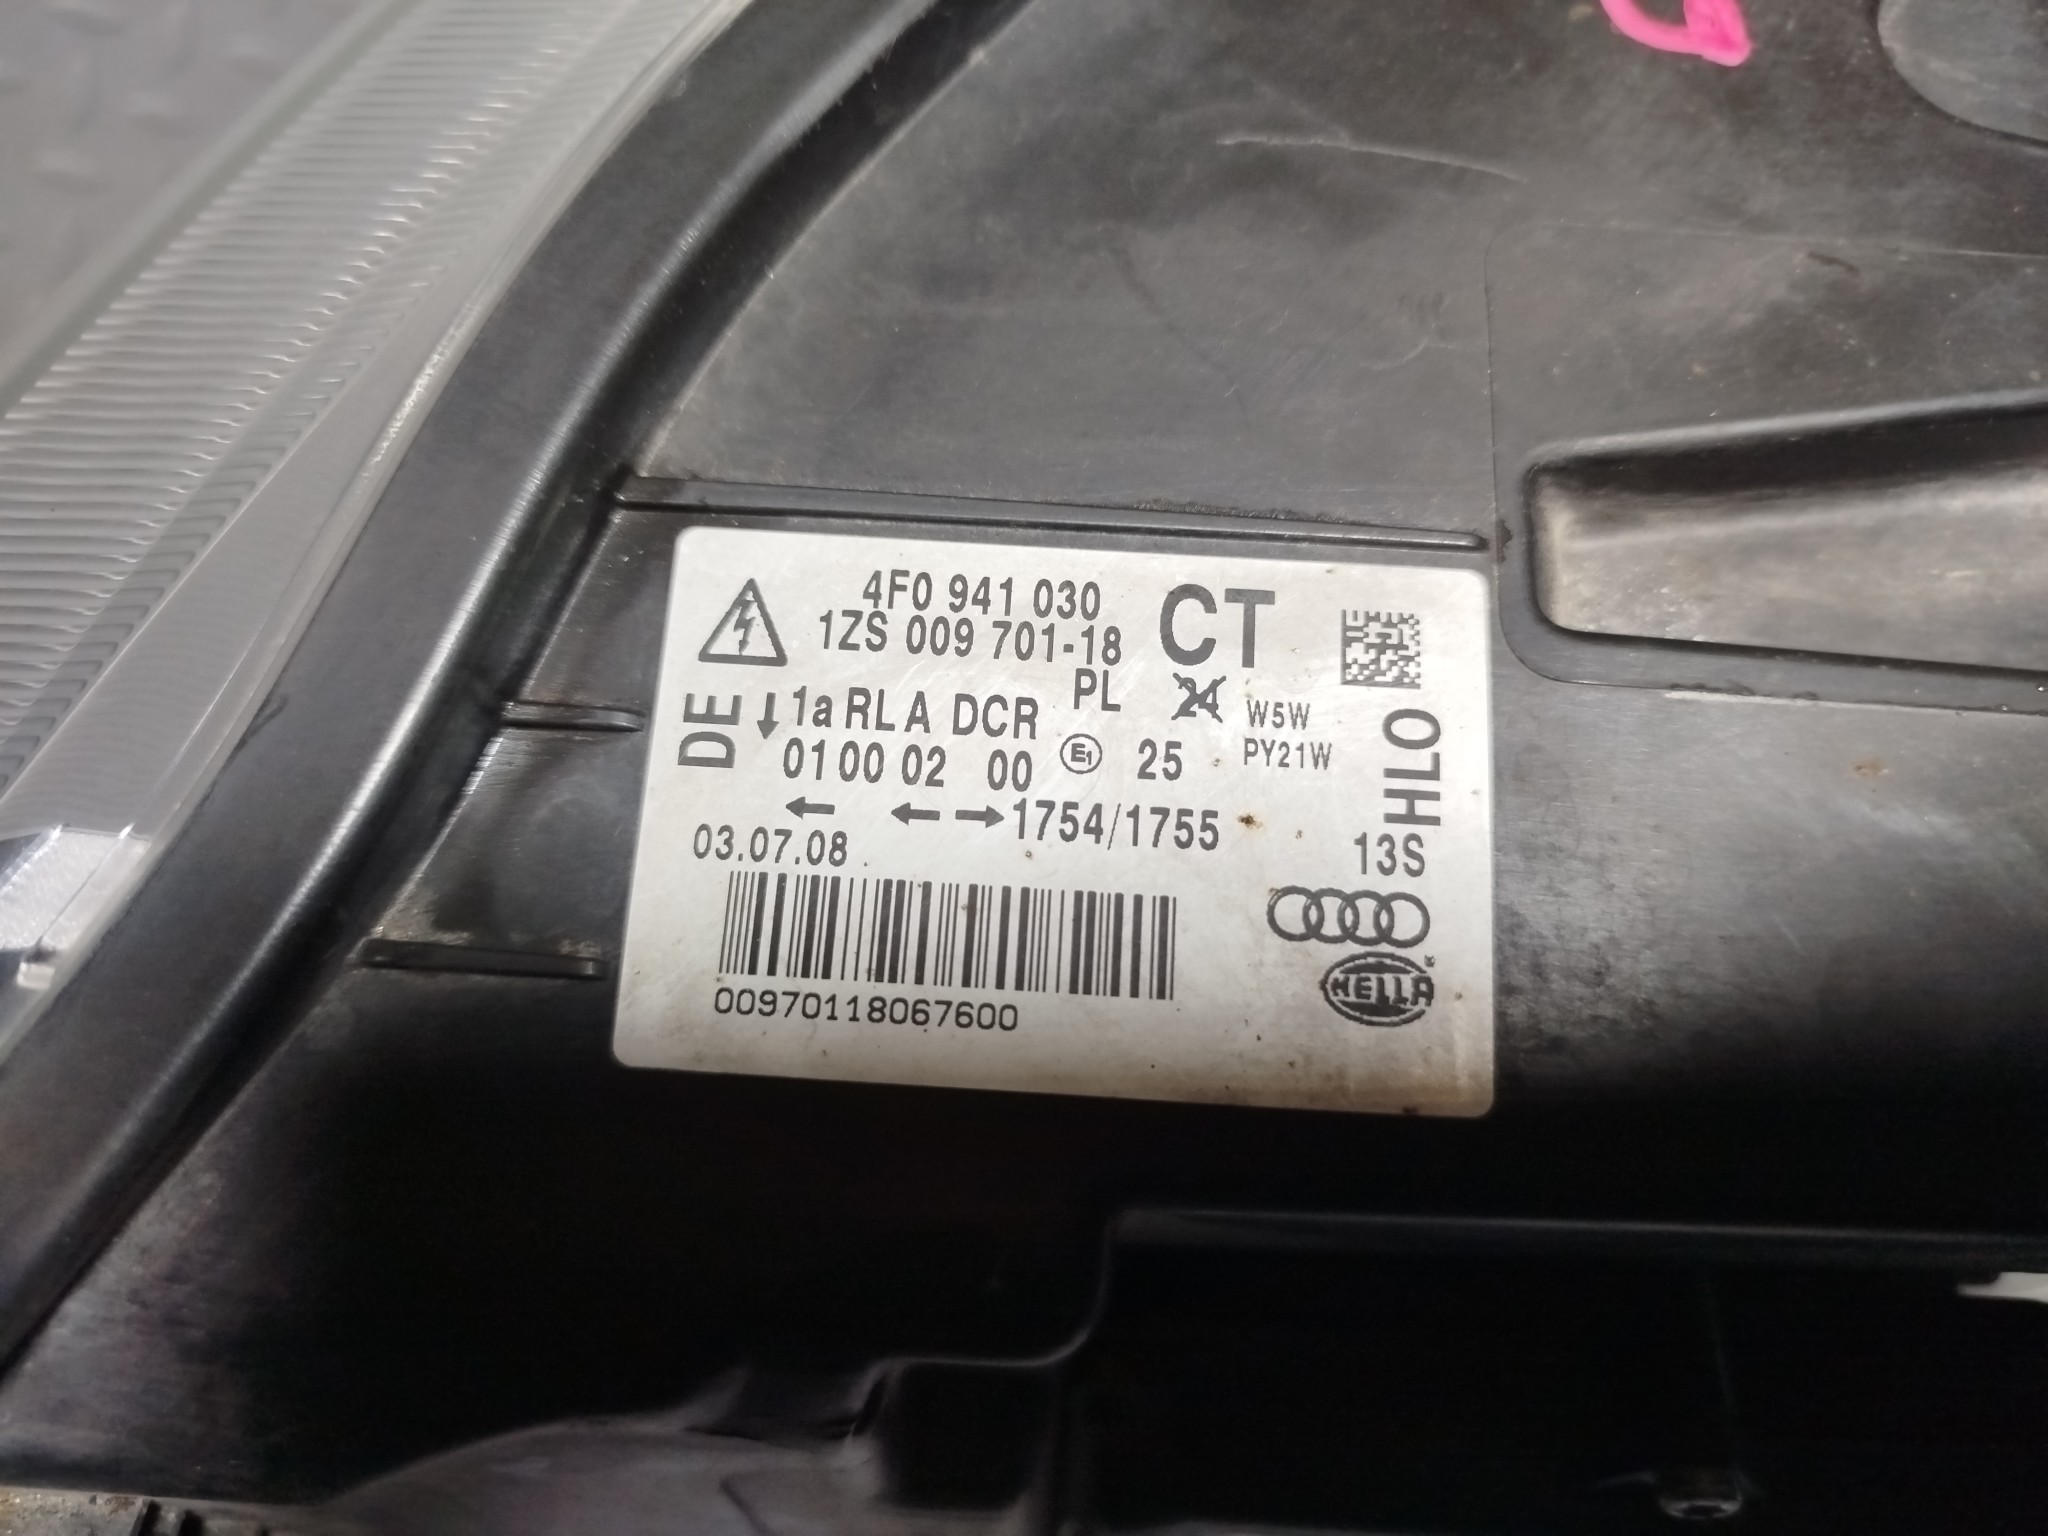 4F0 941 030 CT
1ZS 009 701-18
DE 1a RL A DCR PL 24 W5W
01 00 02 00 E1 25 PY21W
HLO
1754/1755
03.07.08 13S
00970118067600
HELLA